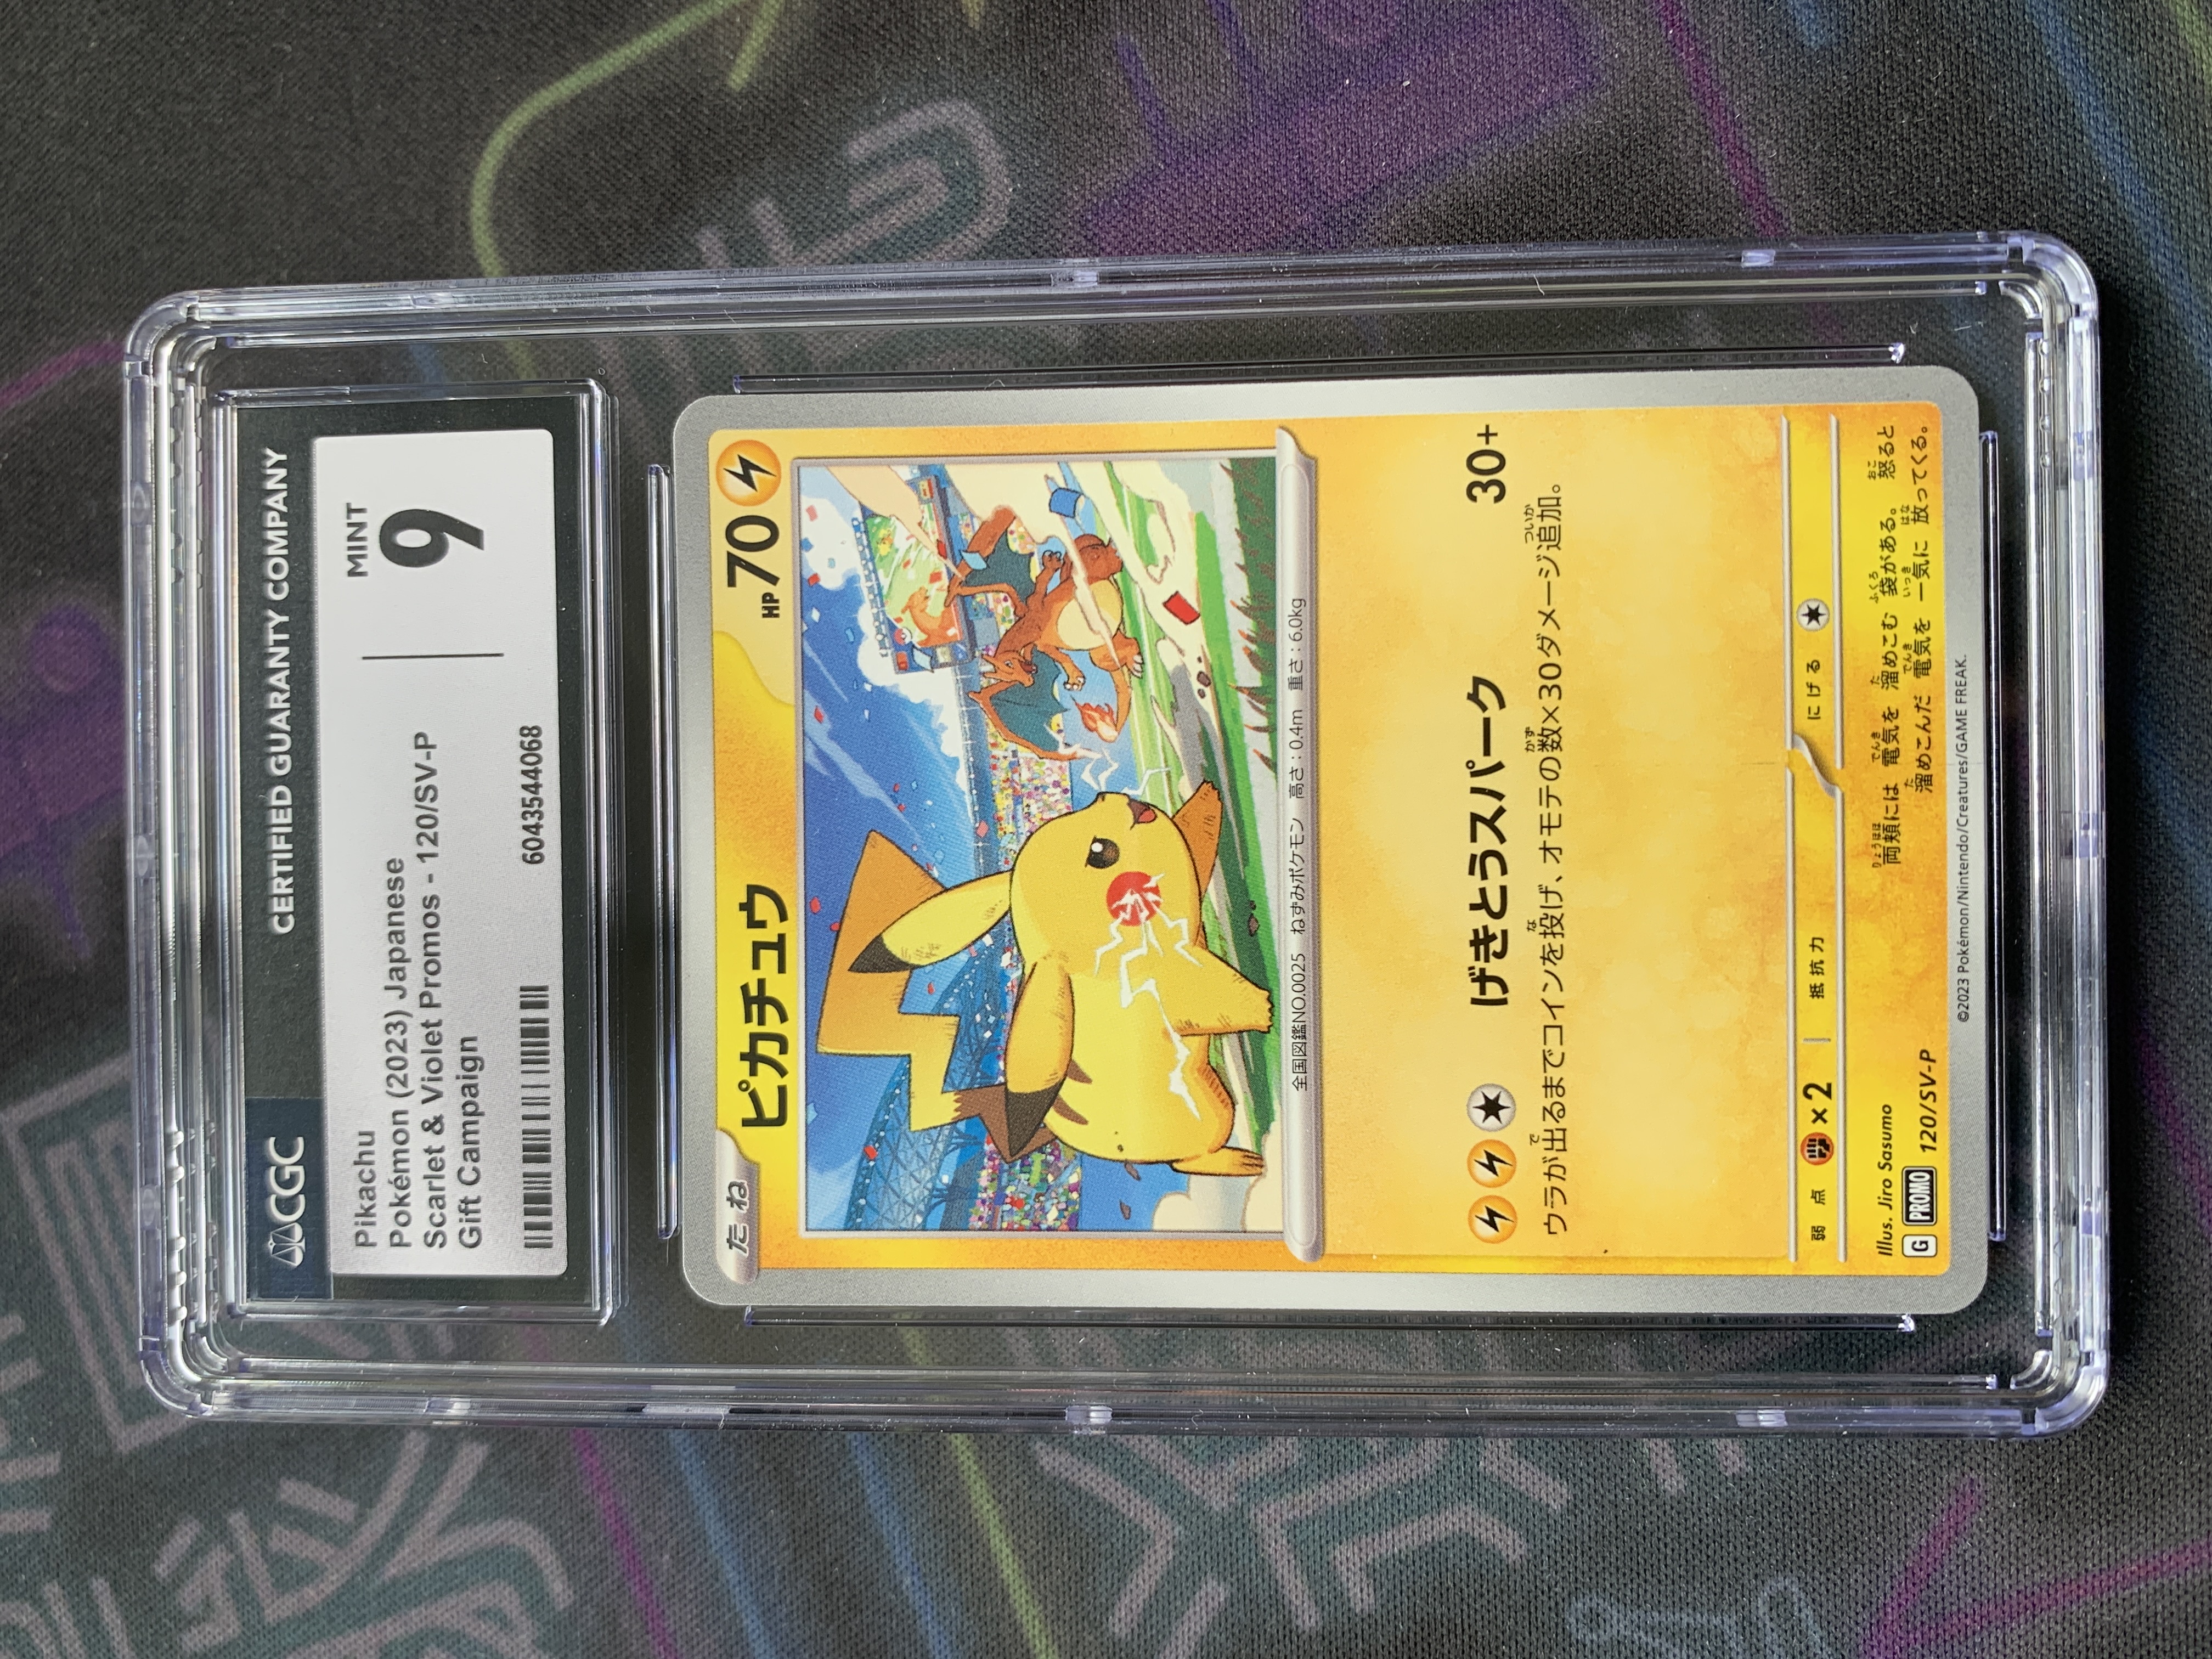 CGC
CERTIFIED GUARANTY COMPANY
Pikachu
Pokémon (2023) Japanese
Scarlet & Violet Promos - 120/SV-P
Gift Campaign
6043544068
MINT
9
たね
ピカチュウ
HP70
全国図鑑NO.0025 ねずみポケモン 高さ:0.4m 重さ:6.0kg
げきとうスパーク 30+
ウラが出るまでコインを投げ、オモテの数×30ダメージ追加。
弱点 ×2 抵抗力 にげる
Illus. Jiro Sasumo
G PROMO 120/SV-P
両頬には 電気を 溜めこむ 袋がある。 怒ると
溜めこんだ 電気を 一気に 放ってくる。
©2023 Pokémon/Nintendo/Creatures/GAME FREAK.